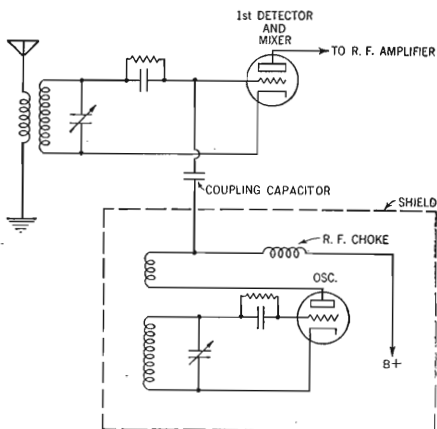 1st DETECTOR
AND
MIXER
TO R. F. AMPLIFIER
COUPLING CAPACITOR
SHIELD
R. F. CHOKE
OSC.
B+